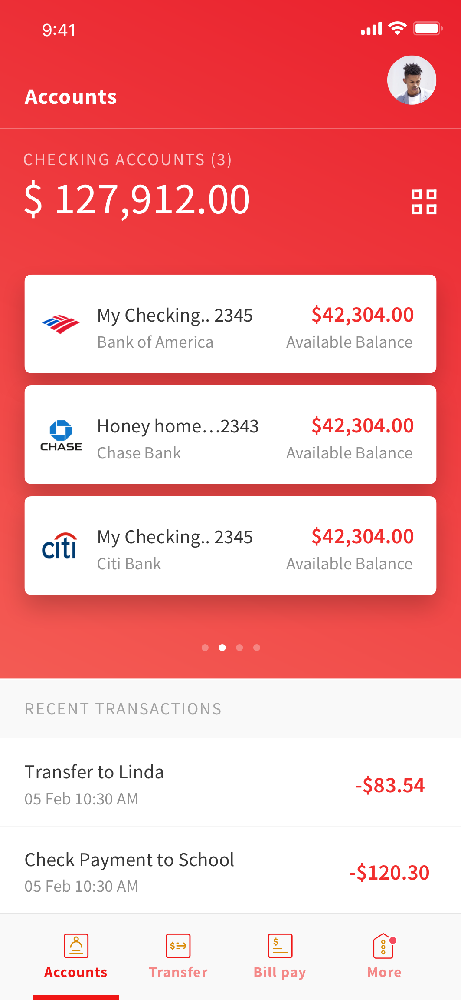 9:41
Accounts
CHECKING ACCOUNTS (3)
$ 127,912.00
My Checking.. 2345
$42,304.00
Bank of America
Available Balance
CHASE
Honey home...2343
$42,304.00
Chase Bank
Available Balance
citi
My Checking.. 2345
$42,304.00
Citi Bank
Available Balance
RECENT TRANSACTIONS
Transfer to Linda
-$83.54
05 Feb 10:30 AM
Check Payment to School
-$120.30
05 Feb 10:30 AM
$
$
Accounts
Transfer
Bill pay
More